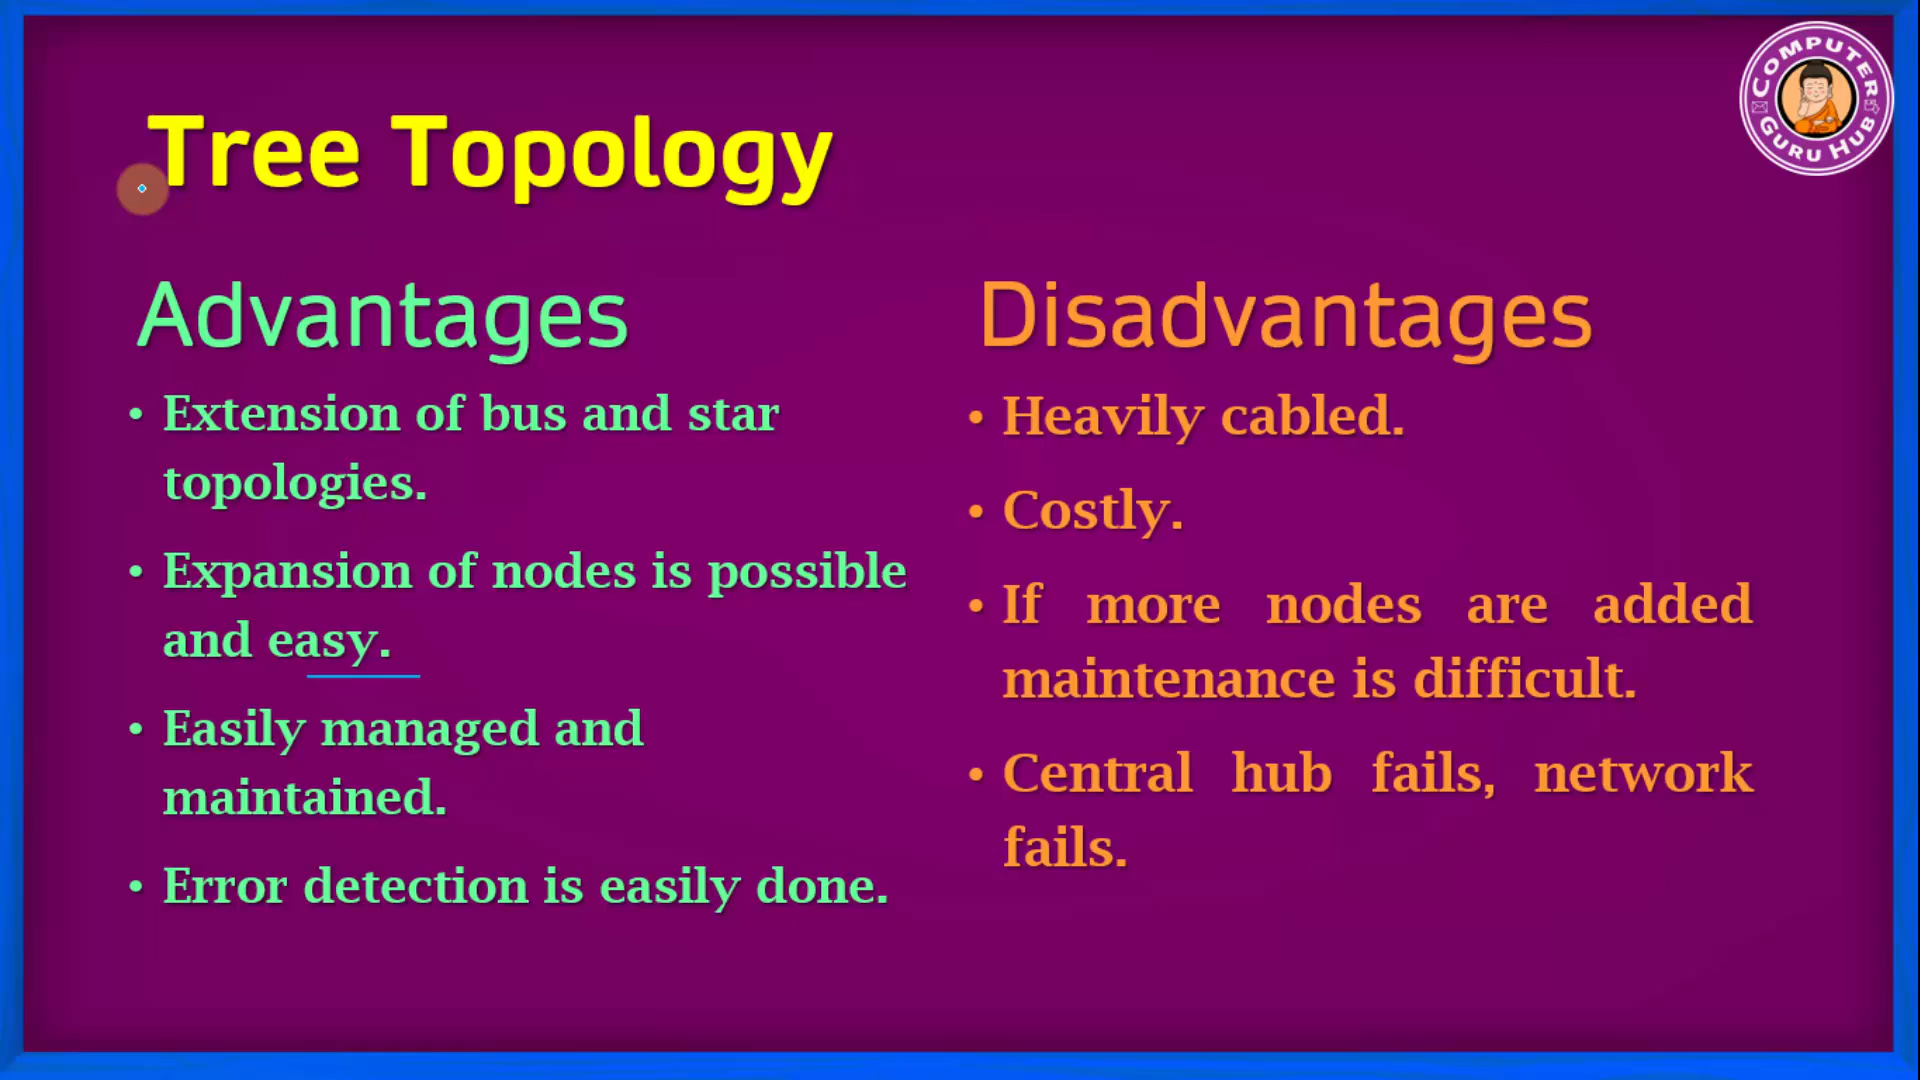 COMPUTER
GURU HUB
Tree Topology
Advantages
• Extension of bus and star
topologies.
• Expansion of nodes is possible
and easy.
• Easily managed and
maintained.
• Error detection is easily done.
Disadvantages
• Heavily cabled.
• Costly.
• If more nodes are added
maintenance is difficult.
• Central hub fails, network
fails.